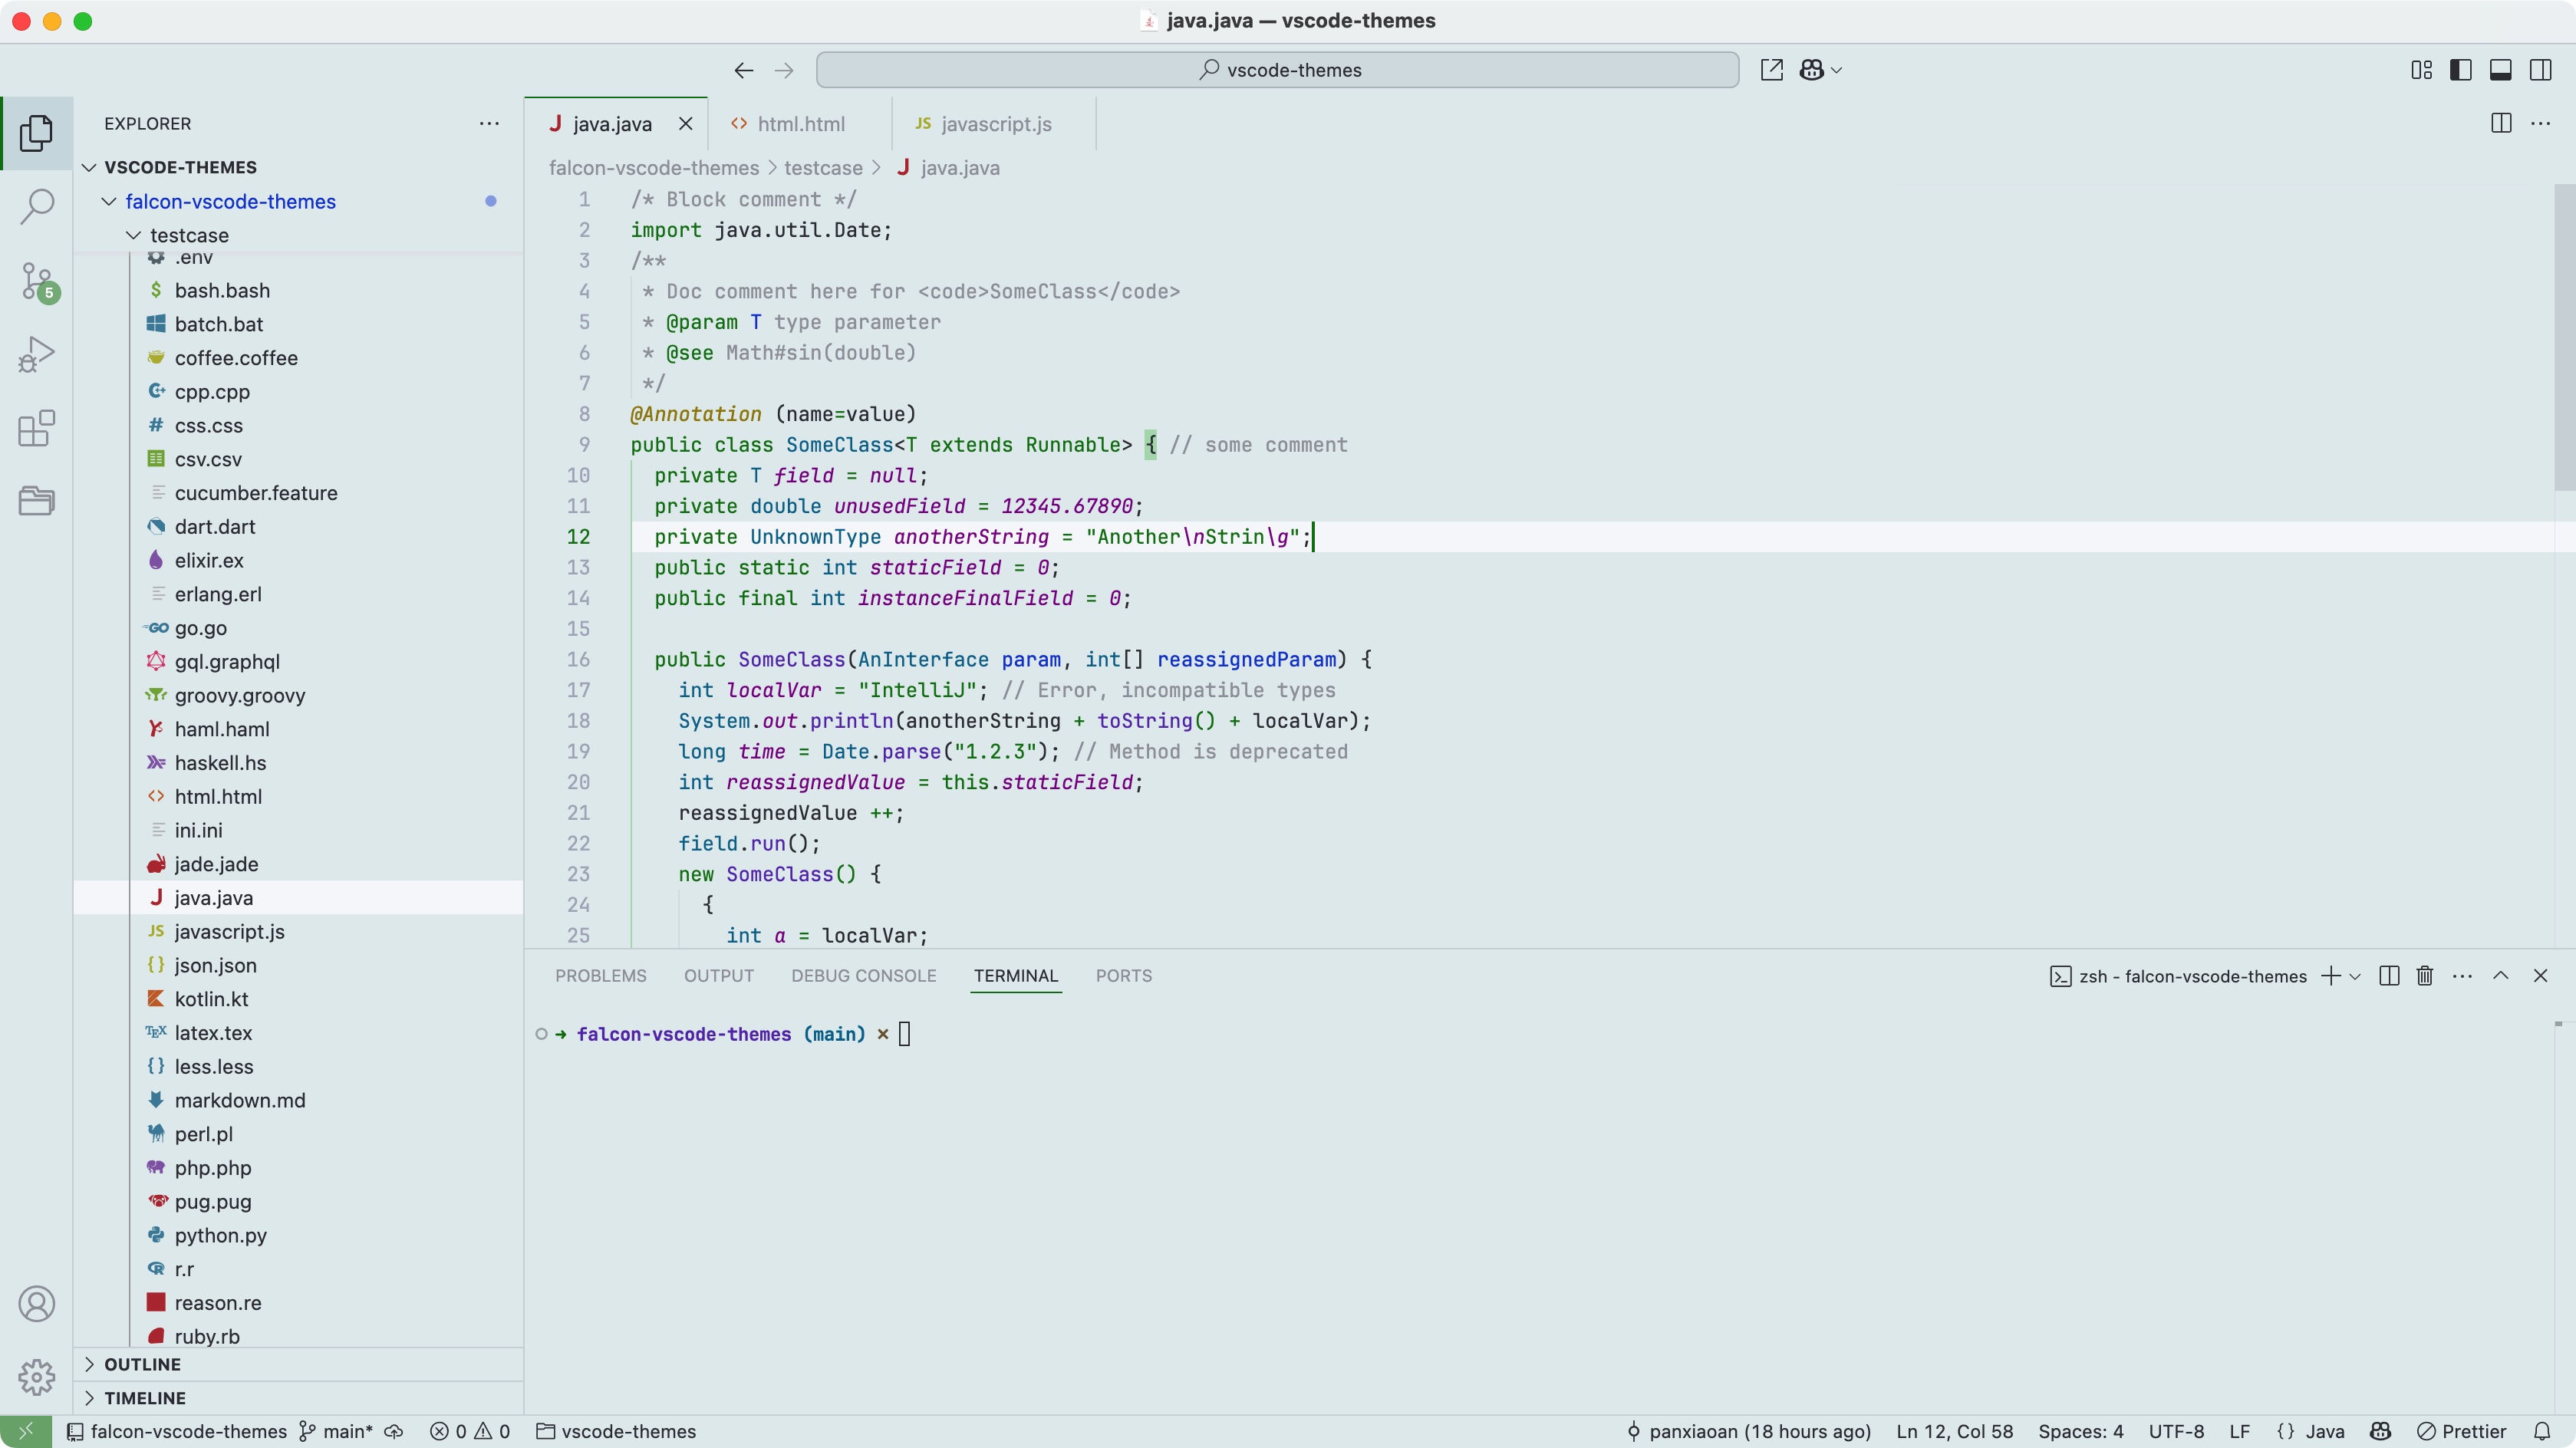 java.java — vscode-themes
vscode-themes
EXPLORER
VSCODE-THEMES
falcon-vscode-themes
testcase
.env
bash.bash
batch.bat
coffee.coffee
cpp.cpp
css.css
csv.csv
cucumber.feature
dart.dart
elixir.ex
erlang.erl
go.go
gql.graphql
groovy.groovy
haml.haml
haskell.hs
html.html
ini.ini
jade.jade
java.java
javascript.js
json.json
kotlin.kt
latex.tex
less.less
markdown.md
perl.pl
php.php
pug.pug
python.py
r.r
reason.re
ruby.rb
OUTLINE
TIMELINE
5
java.java html.html JS javascript.js
falcon-vscode-themes > testcase > J java.java
1 /* Block comment */
2 import java.util.Date;
3 /**
4  * Doc comment here for <code>SomeClass</code>
5  * @param T type parameter
6  * @see Math#sin(double)
7  */
8 @Annotation (name=value)
9 public class SomeClass<T extends Runnable> { // some comment
10   private T field = null;
11   private double unusedField = 12345.67890;
12   private UnknownType anotherString = "Another\nStrin\g";
13   public static int staticField = 0;
14   public final int instanceFinalField = 0;
15
16   public SomeClass(AnInterface param, int[] reassignedParam) {
17     int localVar = "IntelliJ"; // Error, incompatible types
18     System.out.println(anotherString + toString() + localVar);
19     long time = Date.parse("1.2.3"); // Method is deprecated
20     int reassignedValue = this.staticField;
21     reassignedValue ++;
22     field.run();
23     new SomeClass() {
24       {
25         int a = localVar;
PROBLEMS OUTPUT DEBUG CONSOLE TERMINAL PORTS
zsh - falcon-vscode-themes
➜ falcon-vscode-themes (main) ✗
falcon-vscode-themes main* 0 0 vscode-themes
panxiaoan (18 hours ago) Ln 12, Col 58 Spaces: 4 UTF-8 LF {} Java Prettier